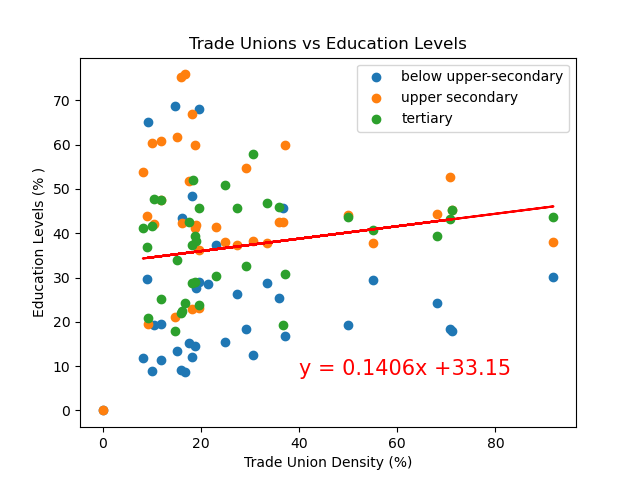 Trade Unions vs Education Levels
below upper-secondary
upper secondary
tertiary
70
60
50
40
30
20
10
0
Education Levels (% )
y = 0.1406x +33.15
0 20 40 60 80
Trade Union Density (%)